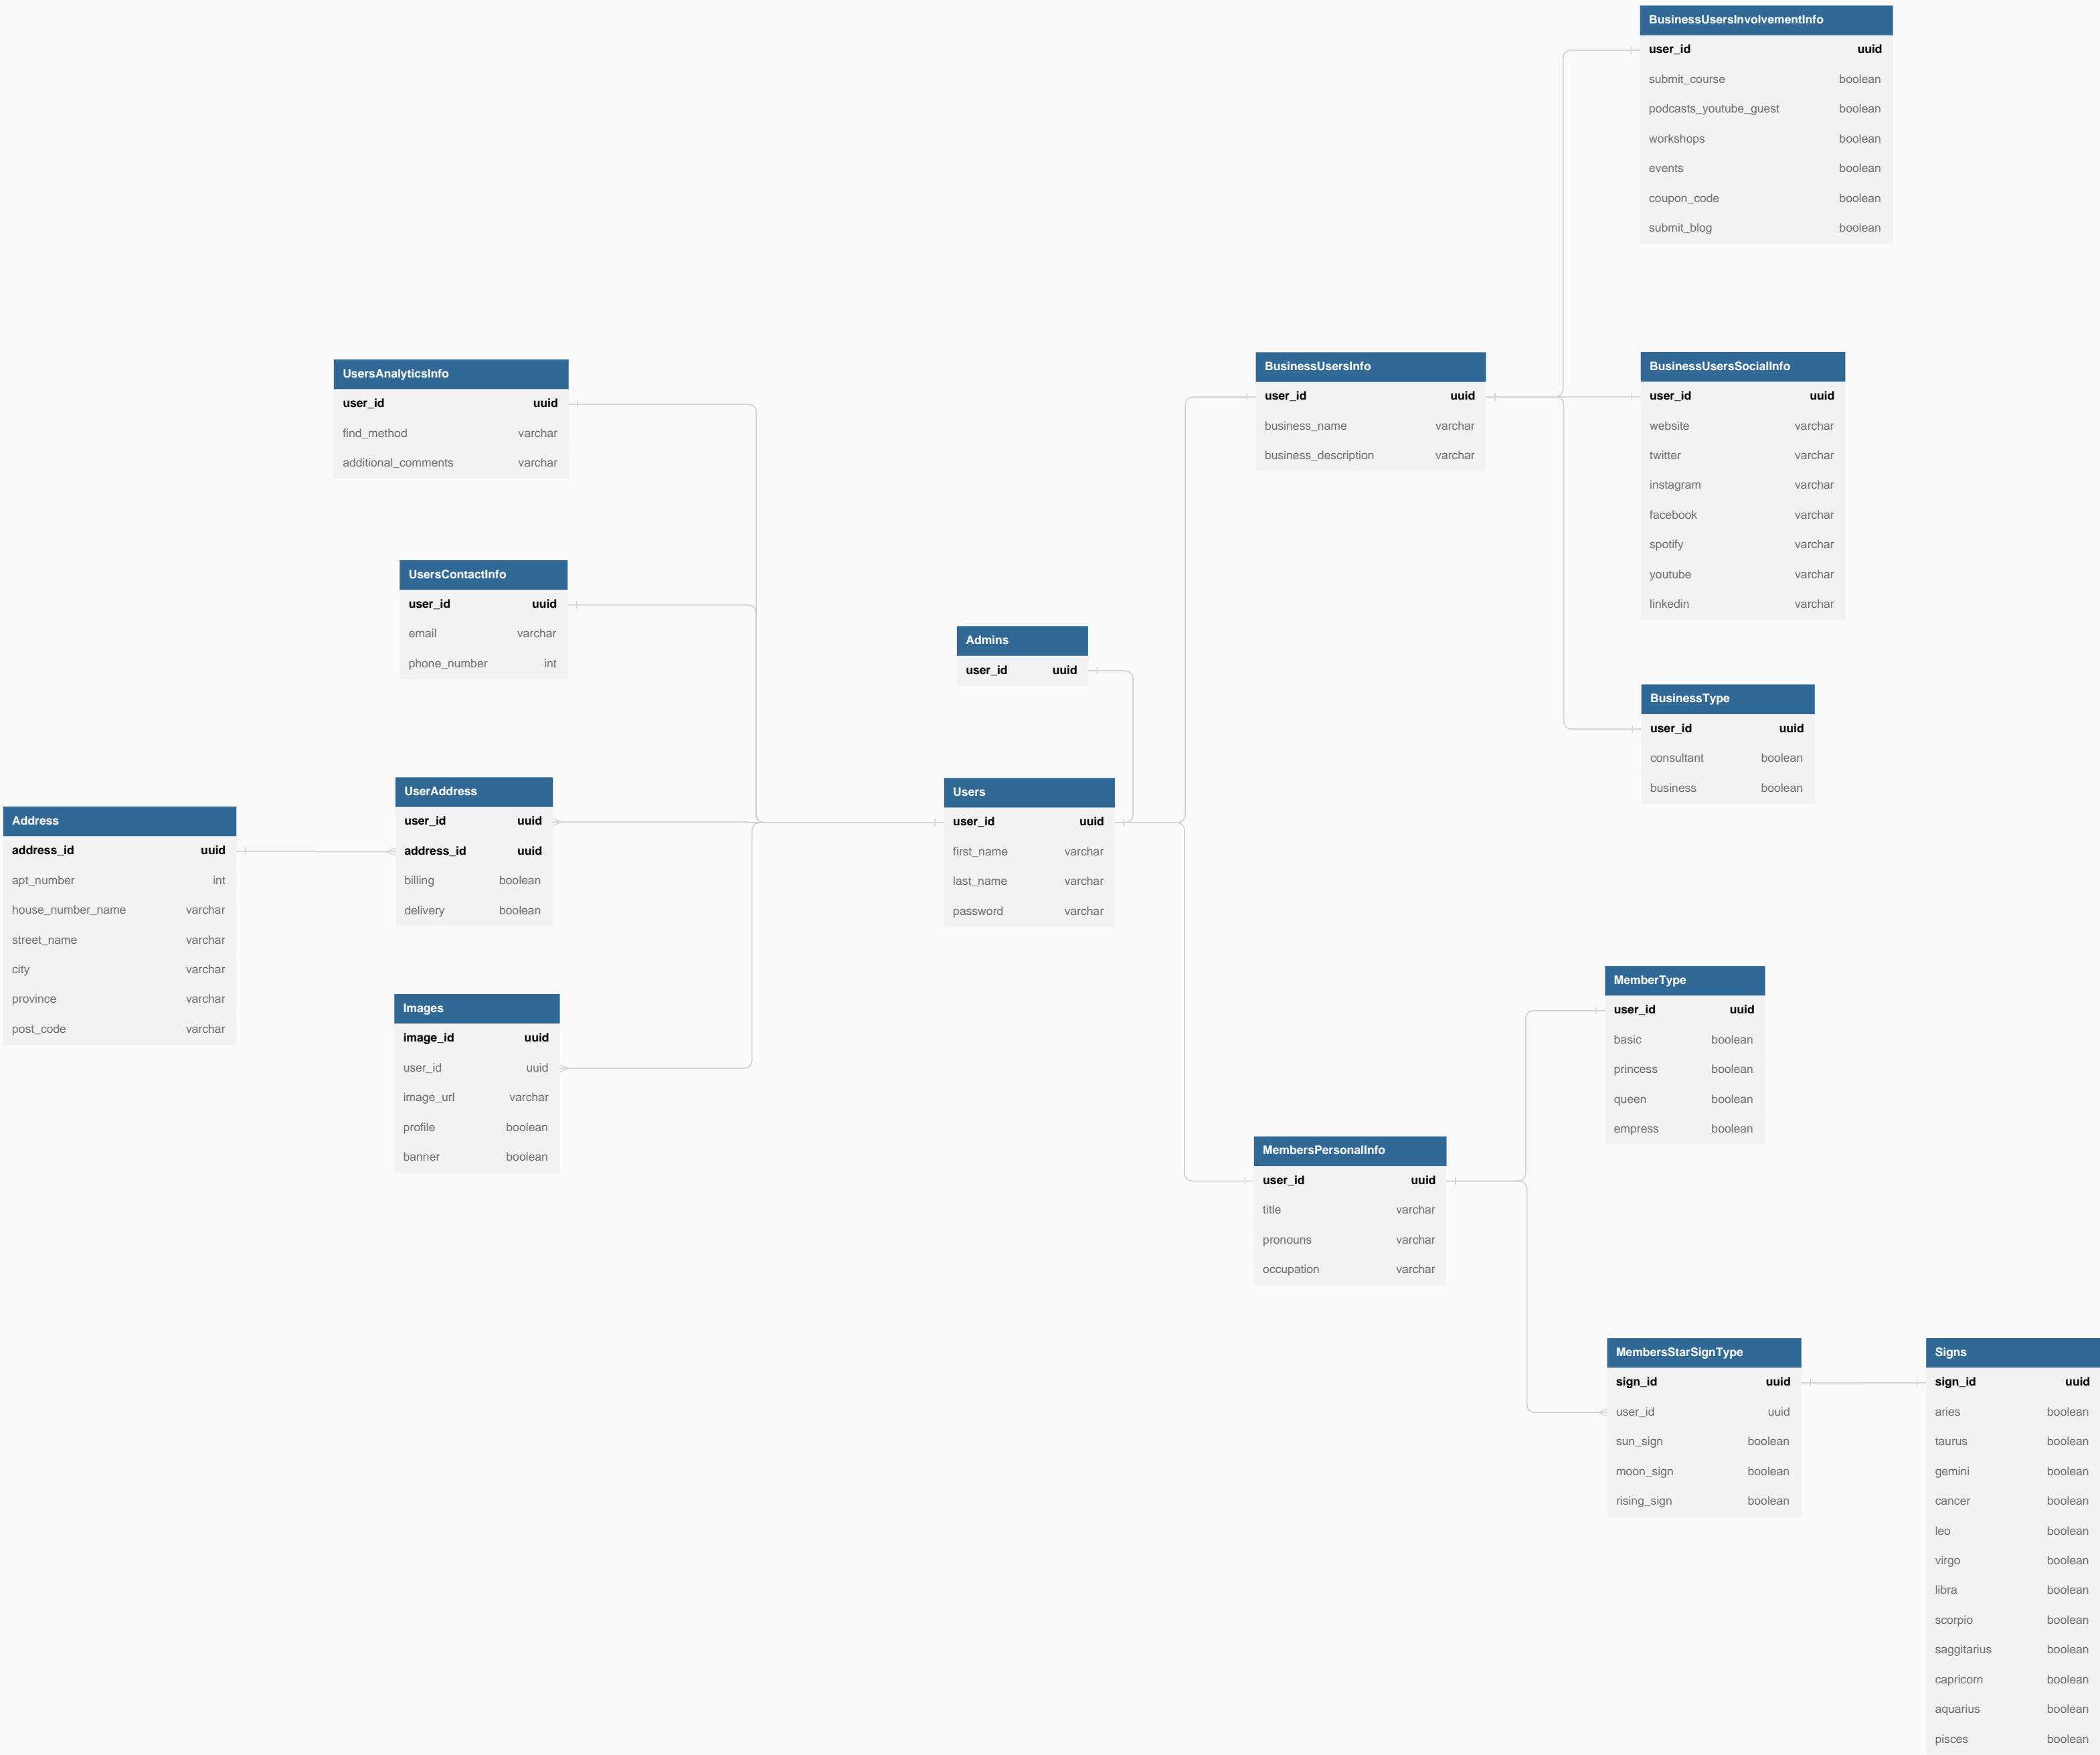 BusinessUsersInvolvementInfo
user_id uuid
submit_course boolean
podcasts_youtube_guest boolean
workshops boolean
events boolean
coupon_code boolean
submit_blog boolean
UsersAnalyticsInfo
user_id uuid
find_method varchar
additional_comments varchar
BusinessUsersInfo
user_id uuid
business_name varchar
business_description varchar
BusinessUsersSocialInfo
user_id uuid
website varchar
twitter varchar
instagram varchar
facebook varchar
spotify varchar
youtube varchar
linkedin varchar
UsersContactInfo
user_id uuid
email varchar
phone_number int
Admins
user_id uuid
BusinessType
user_id uuid
consultant boolean
business boolean
Address
address_id uuid
apt_number int
house_number_name varchar
street_name varchar
city varchar
province varchar
post_code varchar
UserAddress
user_id uuid
address_id uuid
billing boolean
delivery boolean
Users
user_id uuid
first_name varchar
last_name varchar
password varchar
Images
image_id uuid
user_id uuid
image_url varchar
profile boolean
banner boolean
MemberType
user_id uuid
basic boolean
princess boolean
queen boolean
empress boolean
MembersPersonalInfo
user_id uuid
title varchar
pronouns varchar
occupation varchar
MembersStarSignType
sign_id uuid
user_id uuid
sun_sign boolean
moon_sign boolean
rising_sign boolean
Signs
sign_id uuid
aries boolean
taurus boolean
gemini boolean
cancer boolean
leo boolean
virgo boolean
libra boolean
scorpio boolean
saggitarius boolean
capricorn boolean
aquarius boolean
pisces boolean